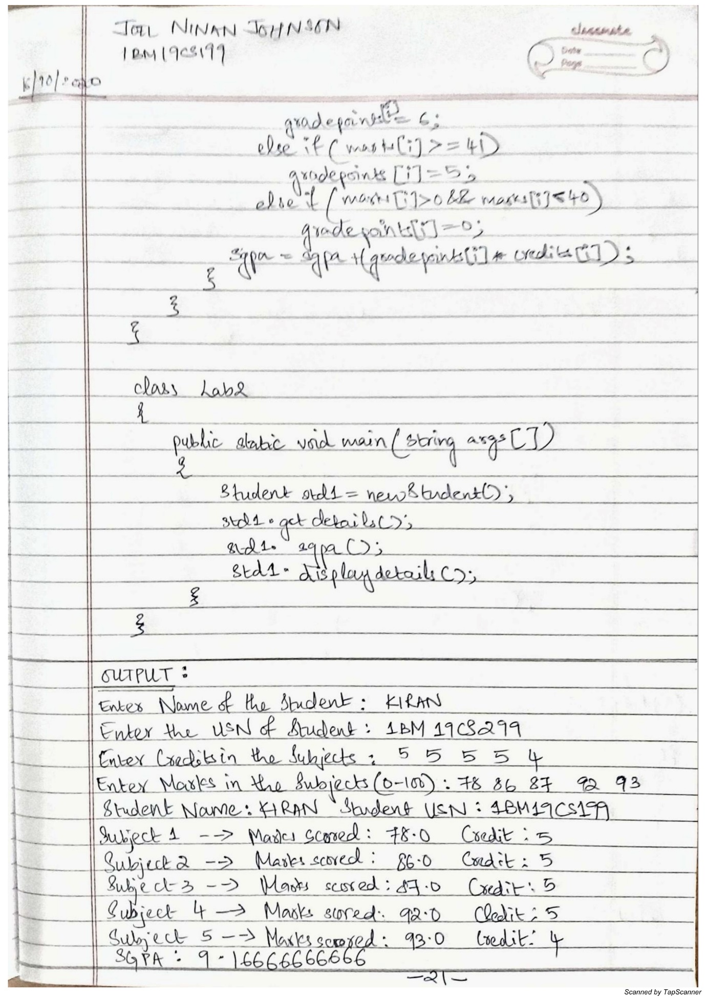 JOEL NINAN JOHNSON
1BM19CS199
classmate
Date
Page
gradepoints[i] = 6;
else if (marks[i] >= 41)
gradepoints [i] = 5;
else if (marks[i]>0 && marks[i]<40)
gradepoints[i]=0;
sgpa = sgpa +(gradepoints[i] * credits[i]);
}
}
}
class Lab2
{
public static void main (string args[])
{
Student std1 = new Student();
std1.getdetails();
std1. sgpa ();
std1. displaydetails();
}
}
OUTPUT :
Enter Name of the Student : KIRAN
Enter the USN of Student : 1BM 19CS299
Enter Credits in the Subjects : 5 5 5 5 4
Enter Marks in the Subjects (0-100) : 78 86 87 92 93
Student Name : KIRAN Student USN : 1BM19CS199
Subject 1 --> Marks scored : 78.0 Credit : 5
Subject 2 --> Marks scored : 86.0 Credit : 5
Subject 3 --> Marks scored : 87.0 Credit : 5
Subject 4 --> Marks scored : 92.0 Credit : 5
Subject 5 --> Marks scored : 93.0 Credit : 4
SGPA : 9.16666666666
-21-
Scanned by TapScanner